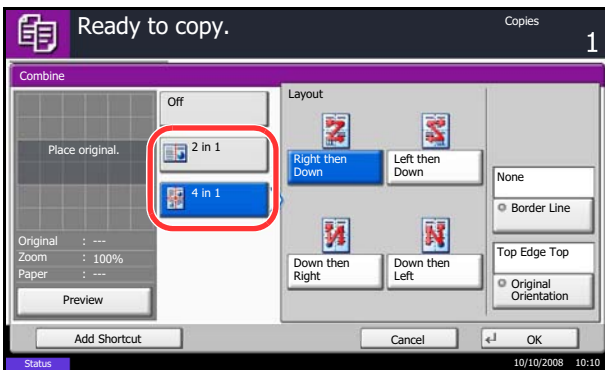 Ready to copy.
Copies
1
Combine
Place original.
Original : ---
Zoom : 100%
Paper : ---
Preview
Off
2 in 1
4 in 1
Layout
Right then
Down
Left then
Down
Down then
Right
Down then
Left
None
Border Line
Top Edge Top
Original
Orientation
Add Shortcut
Cancel
OK
Status
10/10/2008 10:10